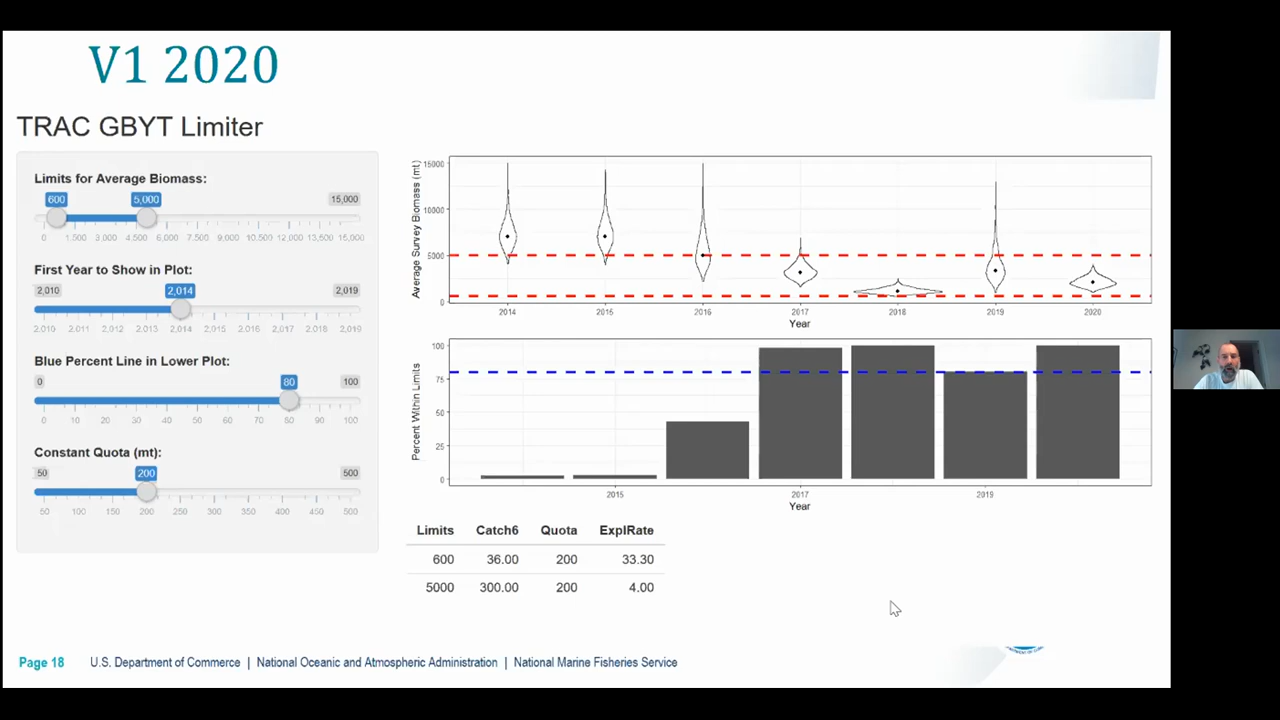 V1 2020
TRAC GBYT Limiter
Limits for Average Biomass:
600 5,000 15,000
0 1,500 3,000 4,500 6,000 7,500 9,000 10,500 12,000 13,500 15,000
First Year to Show in Plot:
2,010 2,014 2,019
2,010 2,011 2,012 2,013 2,014 2,015 2,016 2,017 2,018 2,019
Blue Percent Line in Lower Plot:
0 80 100
0 10 20 30 40 50 60 70 80 90 100
Constant Quota (mt):
50 200 500
50 100 150 200 250 300 350 400 450 500
Average Survey Biomass (mt)
15000
10000
5000
0
2014 2015 2016 2017 2018 2019 2020
Year
Percent Within Limits
100
75
50
25
0
2015 2017 2019
Year
Limits Catch6 Quota ExplRate
600 36.00 200 33.30
5000 300.00 200 4.00
Page 18 U.S. Department of Commerce | National Oceanic and Atmospheric Administration | National Marine Fisheries Service